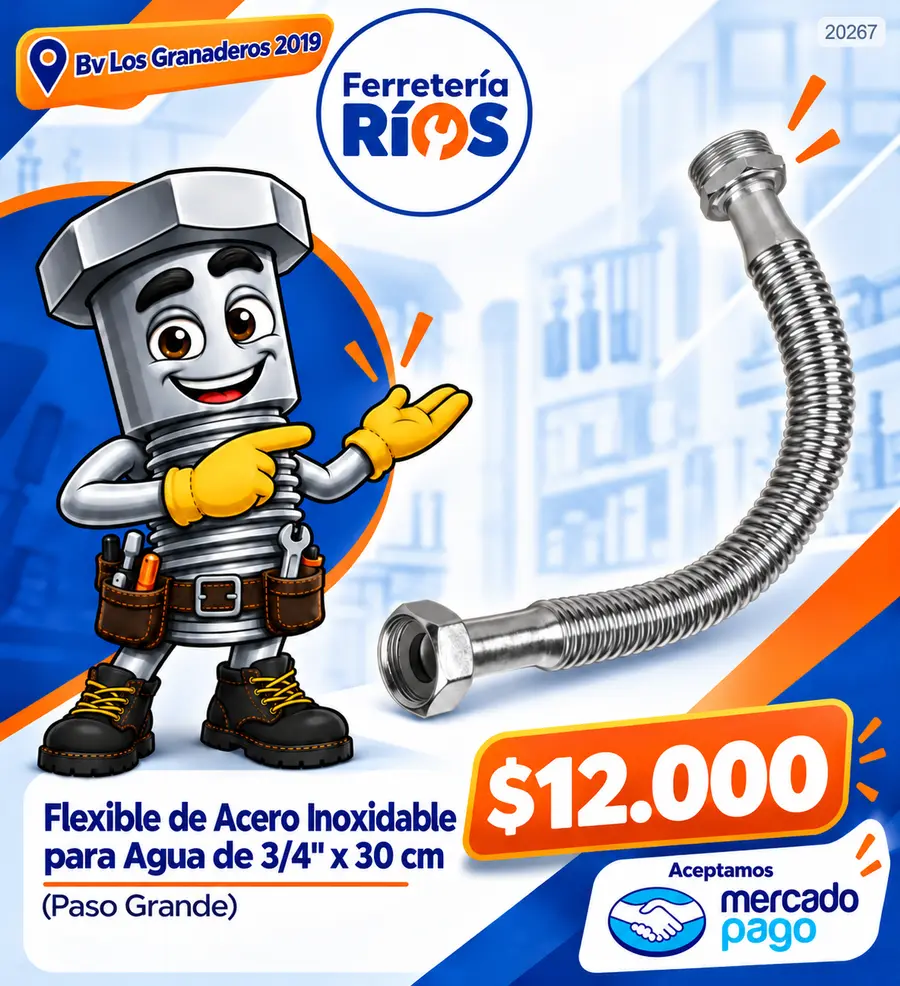 Bv Los Granaderos 2019
Ferretería
RÍOS
20267
$12.000
Flexible de Acero Inoxidable
para Agua de 3/4" x 30 cm
(Paso Grande)
Aceptamos
mercado
pago